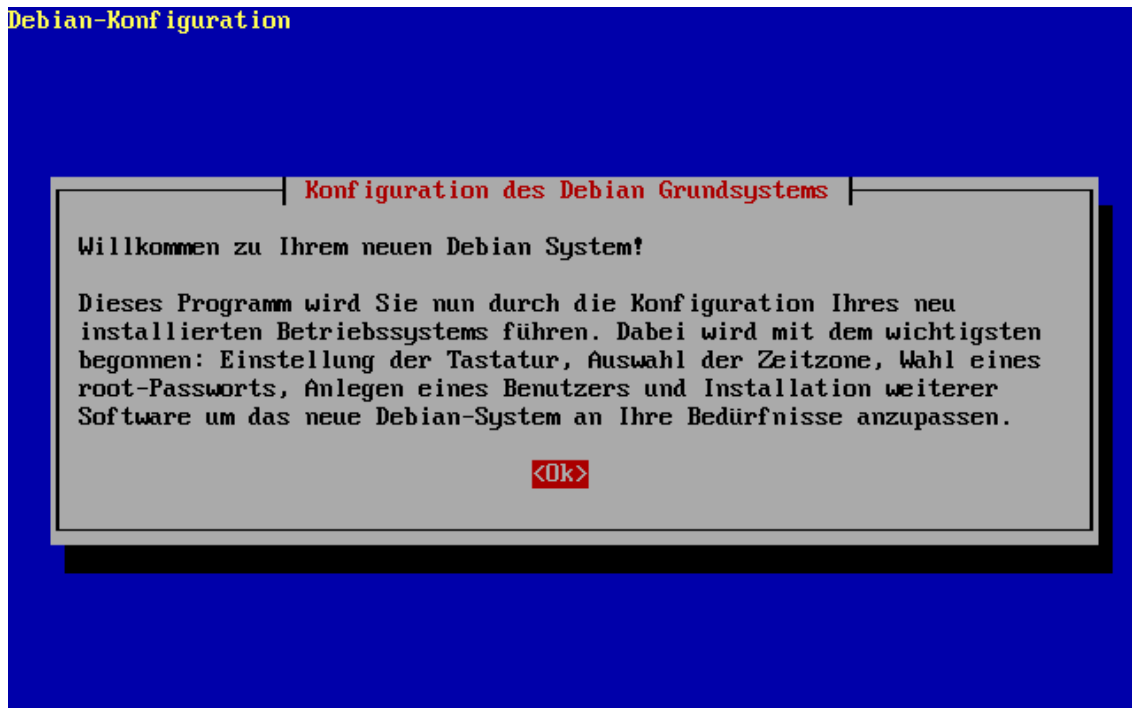 Debian-Konfiguration
Konfiguration des Debian Grundsystems
Willkommen zu Ihrem neuen Debian System!
Dieses Programm wird Sie nun durch die Konfiguration Ihres neu
installierten Betriebssystems führen. Dabei wird mit dem wichtigsten
begonnen: Einstellung der Tastatur, Auswahl der Zeitzone, Wahl eines
root-Passworts, Anlegen eines Benutzers und Installation weiterer
Software um das neue Debian-System an Ihre Bedürfnisse anzupassen.
<Ok>